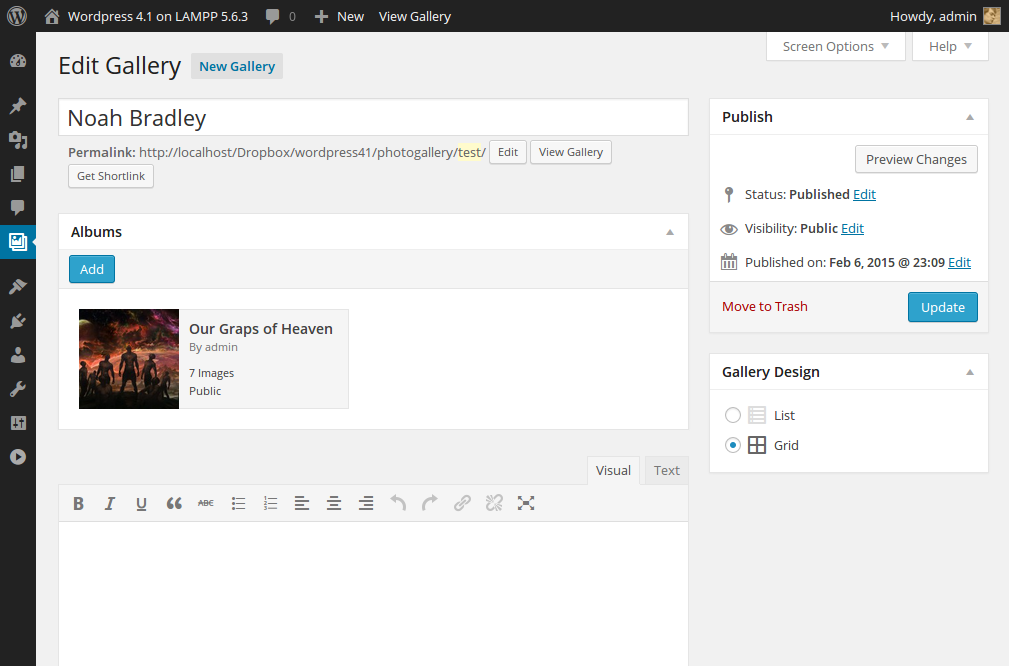 Wordpress 4.1 on LAMPP 5.6.3 0 New View Gallery Howdy, admin
Screen Options Help
Edit Gallery New Gallery
Noah Bradley
Permalink: http://localhost/Dropbox/wordpress41/photogallery/test/ Edit View Gallery
Get Shortlink
Albums
Add
Our Graps of Heaven
By admin
7 Images
Public
Visual Text
B I U ABC
Publish
Preview Changes
Status: Published Edit
Visibility: Public Edit
Published on: Feb 6, 2015 @ 23:09 Edit
Move to Trash Update
Gallery Design
List
Grid